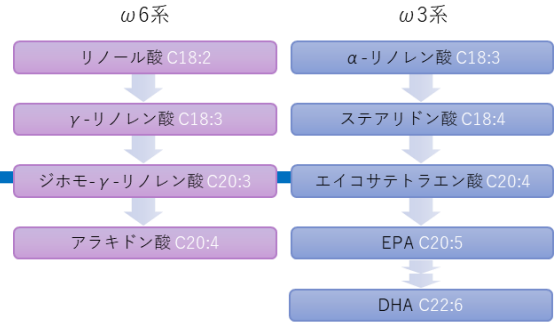 ω6系
ω3系
リノール酸 C18:2
α-リノレン酸 C18:3
γ-リノレン酸 C18:3
ステアリドン酸 C18:4
ジホモ-γ-リノレン酸 C20:3
エイコサテトラエン酸 C20:4
アラキドン酸 C20:4
EPA C20:5
DHA C22:6